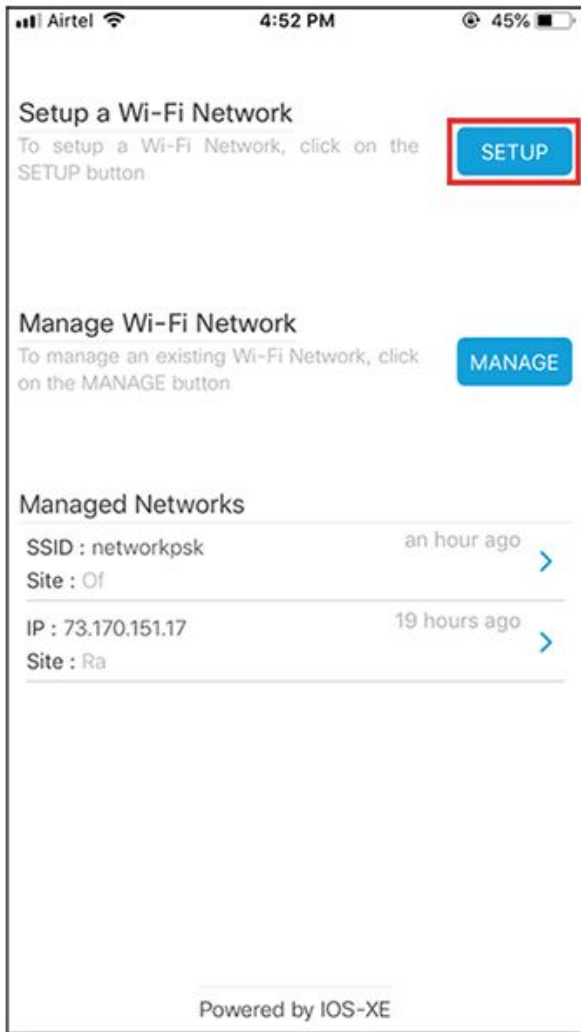 Airtel 4:52 PM 45%
Setup a Wi-Fi Network
To setup a Wi-Fi Network, click on the
SETUP button
SETUP
Manage Wi-Fi Network
To manage an existing Wi-Fi Network, click
on the MANAGE button
MANAGE
Managed Networks
SSID : networkpsk
an hour ago
Site : Of
IP : 73.170.151.17
19 hours ago
Site : Ra
Powered by IOS-XE